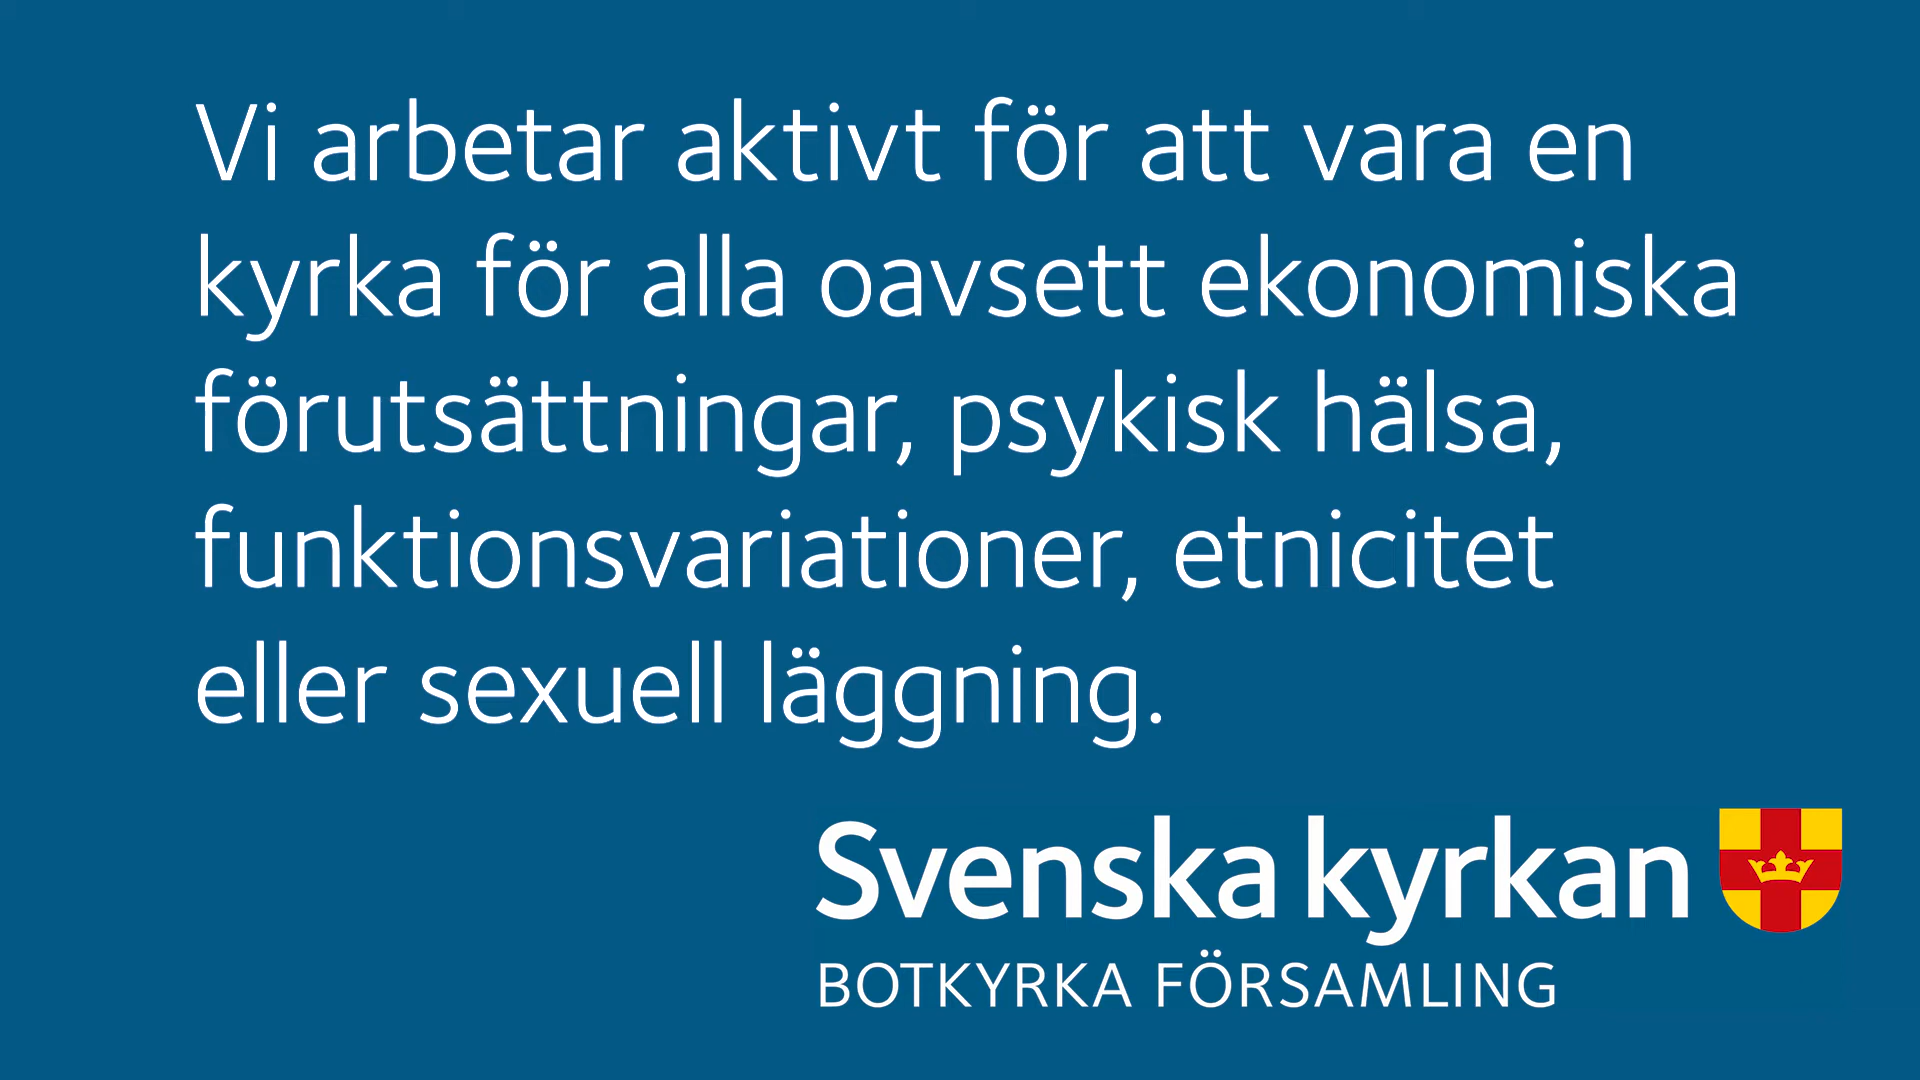 Vi arbetar aktivt för att vara en
kyrka för alla oavsett ekonomiska
förutsättningar, psykisk hälsa,
funktionsvariationer, etnicitet
eller sexuell läggning.
Svenska kyrkan
BOTKYRKA FÖRSAMLING